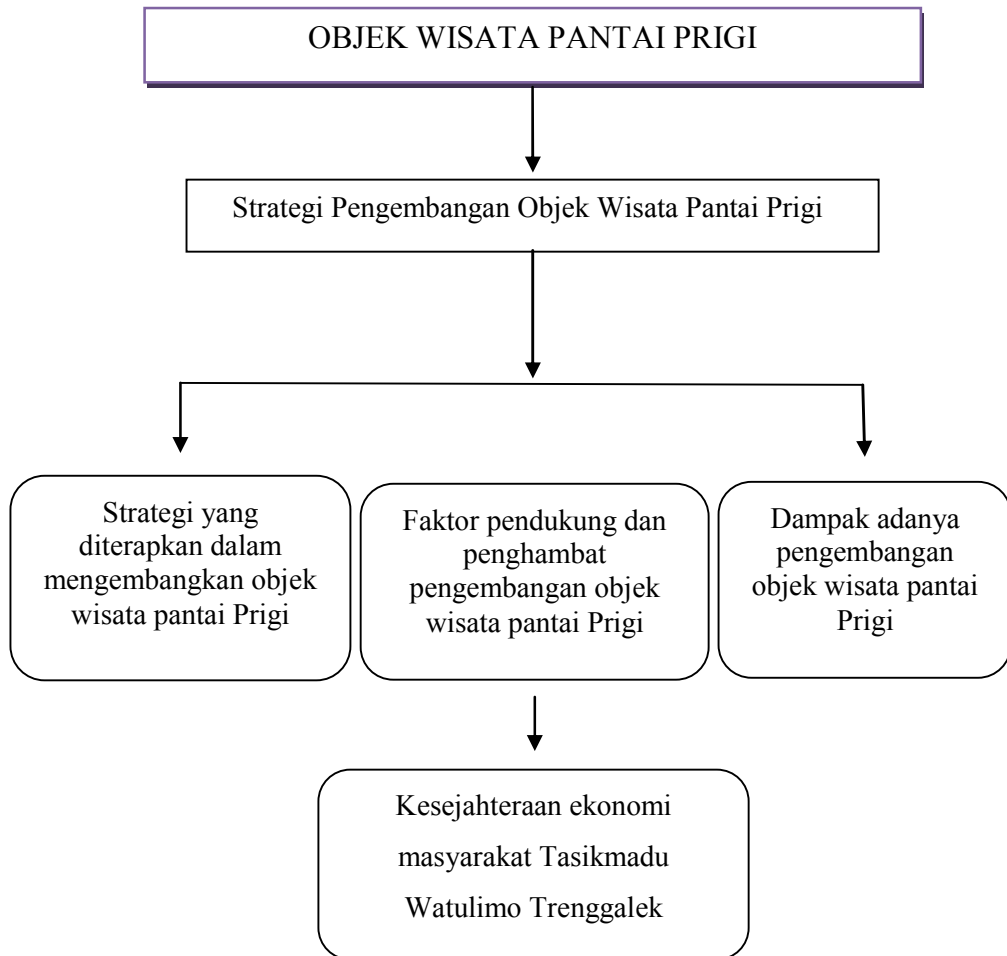 OBJEK WISATA PANTAI PRIGI
Strategi Pengembangan Objek Wisata Pantai Prigi
Strategi yang
diterapkan dalam
mengembangkan objek
wisata pantai Prigi
Faktor pendukung dan
penghambat
pengembangan objek
wisata pantai Prigi
Dampak adanya
pengembangan
objek wisata pantai
Prigi
Kesejahteraan ekonomi
masyarakat Tasikmadu
Watulimo Trenggalek